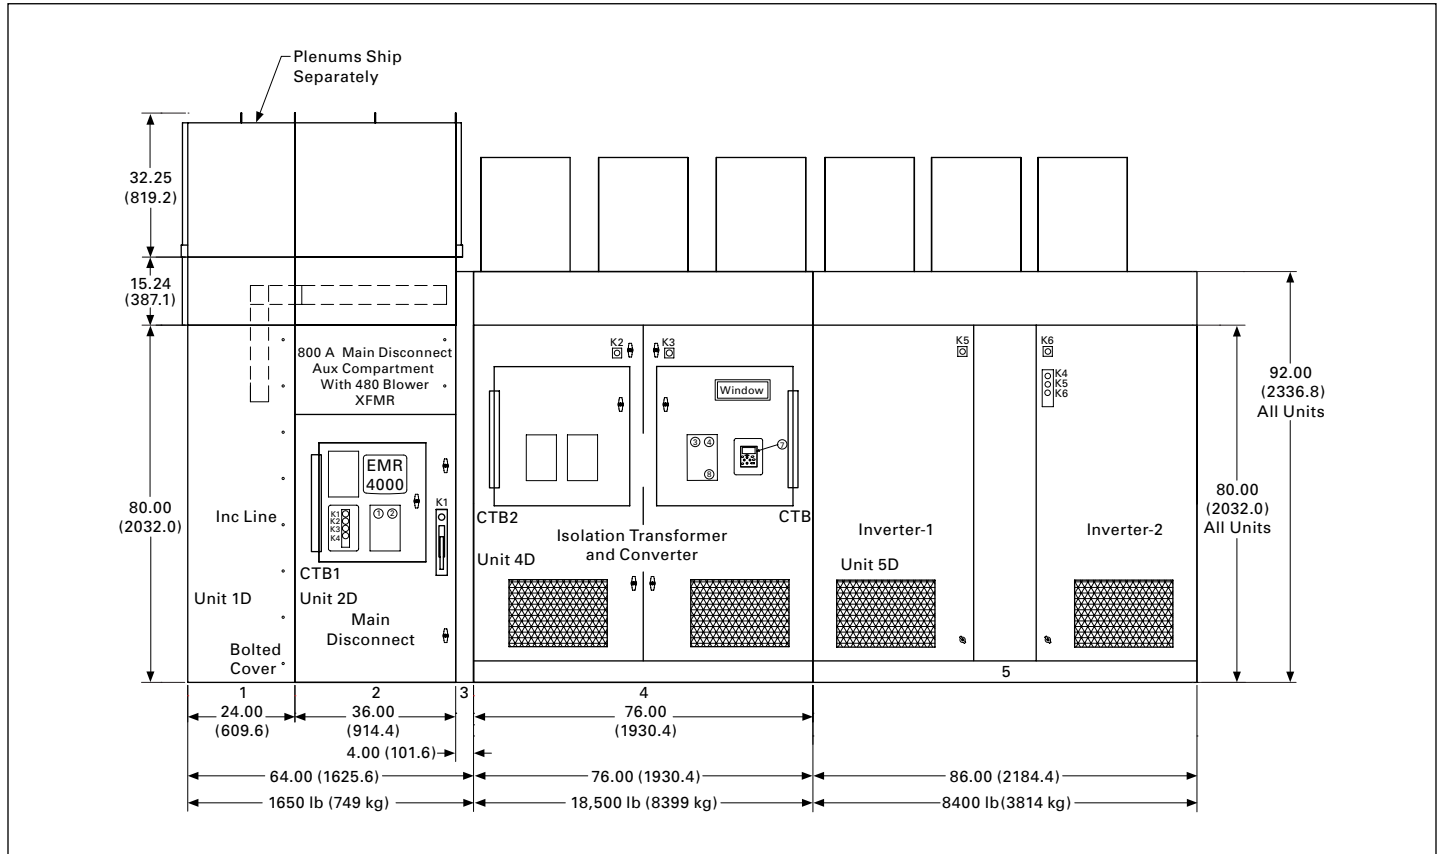 Plenums Ship
Separately
32.25
(819.2)
15.24
(387.1)
80.00
(2032.0)
800 A Main Disconnect
Aux Compartment
With 480 Blower
XFMR
EMR
4000
K1
K2
K3
K4
① ②
K1
CTB1
Inc Line
Unit 1D
Bolted
Cover
Unit 2D
Main
Disconnect
K2
K3
Window
③ ④
⑧
⑦
CTB2
CTB
Isolation Transformer
and Converter
Unit 4D
K5
K6
K4
K5
K6
Inverter-1
Inverter-2
Unit 5D
92.00
(2336.8)
All Units
80.00
(2032.0)
All Units
1
2
3
4
5
24.00
(609.6)
36.00
(914.4)
76.00
(1930.4)
4.00 (101.6)
64.00 (1625.6)
76.00 (1930.4)
86.00 (2184.4)
1650 lb (749 kg)
18,500 lb (8399 kg)
8400 lb(3814 kg)